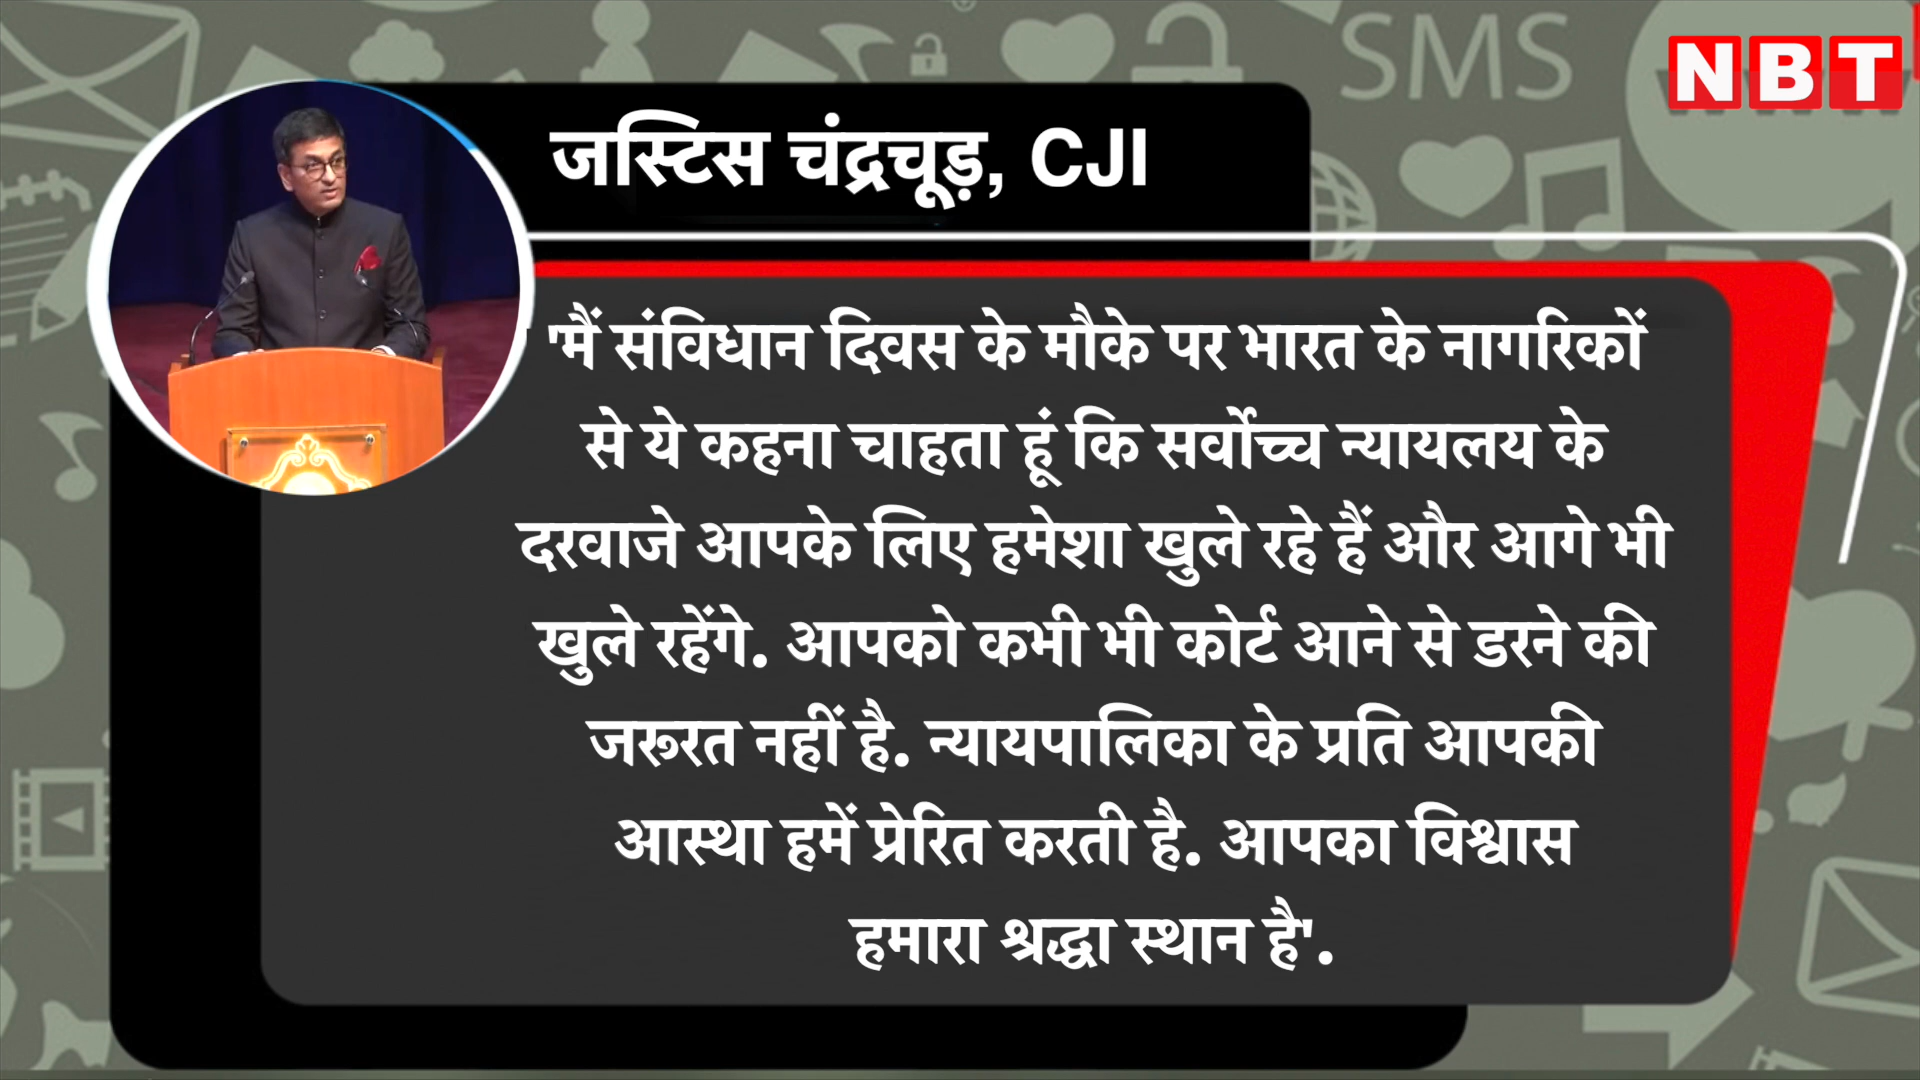 SMS
NBT
जस्टिस चंद्रचूड़, CJI
'मैं संविधान दिवस के मौके पर भारत के नागरिकों
से ये कहना चाहता हूं कि सर्वोच्च न्यायलय के
दरवाजे आपके लिए हमेशा खुले रहे हैं और आगे भी
खुले रहेंगे. आपको कभी भी कोर्ट आने से डरने की
जरूरत नहीं है. न्यायपालिका के प्रति आपकी
आस्था हमें प्रेरित करती है. आपका विश्वास
हमारा श्रद्धा स्थान है'.